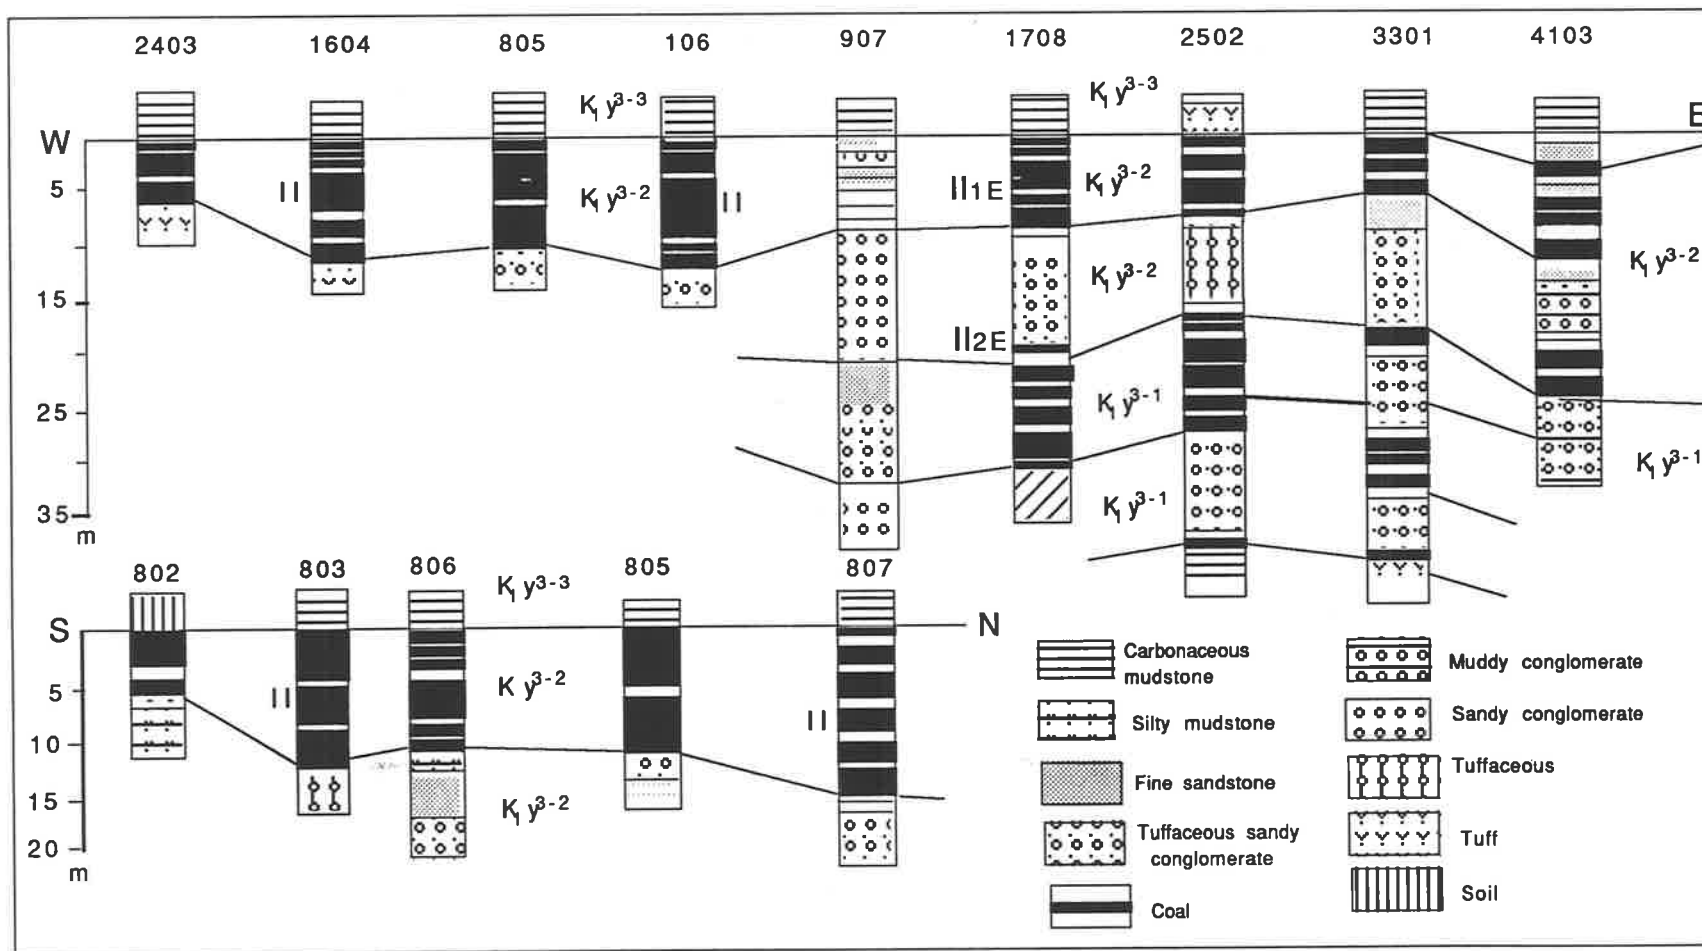 2403 1604 805 106 907 1708 2502 3301 4103
K₁ y³⁻³ K₁ y³⁻³
W E
5 II K₁ y³⁻² II II1E K₁ y³⁻²
K₁ y³⁻² K₁ y³⁻²
15
II2E
25 K₁ y³⁻¹
K₁ y³⁻¹
K₁ y³⁻¹
35
m
802 803 806 K₁ y³⁻³ 805 807
S N
5 II K y³⁻² II
10
15 K₁ y³⁻²
20
m
Carbonaceous
mudstone
Silty mudstone
Fine sandstone
Tuffaceous sandy
conglomerate
Coal
Muddy conglomerate
Sandy conglomerate
Tuffaceous
Tuff
Soil